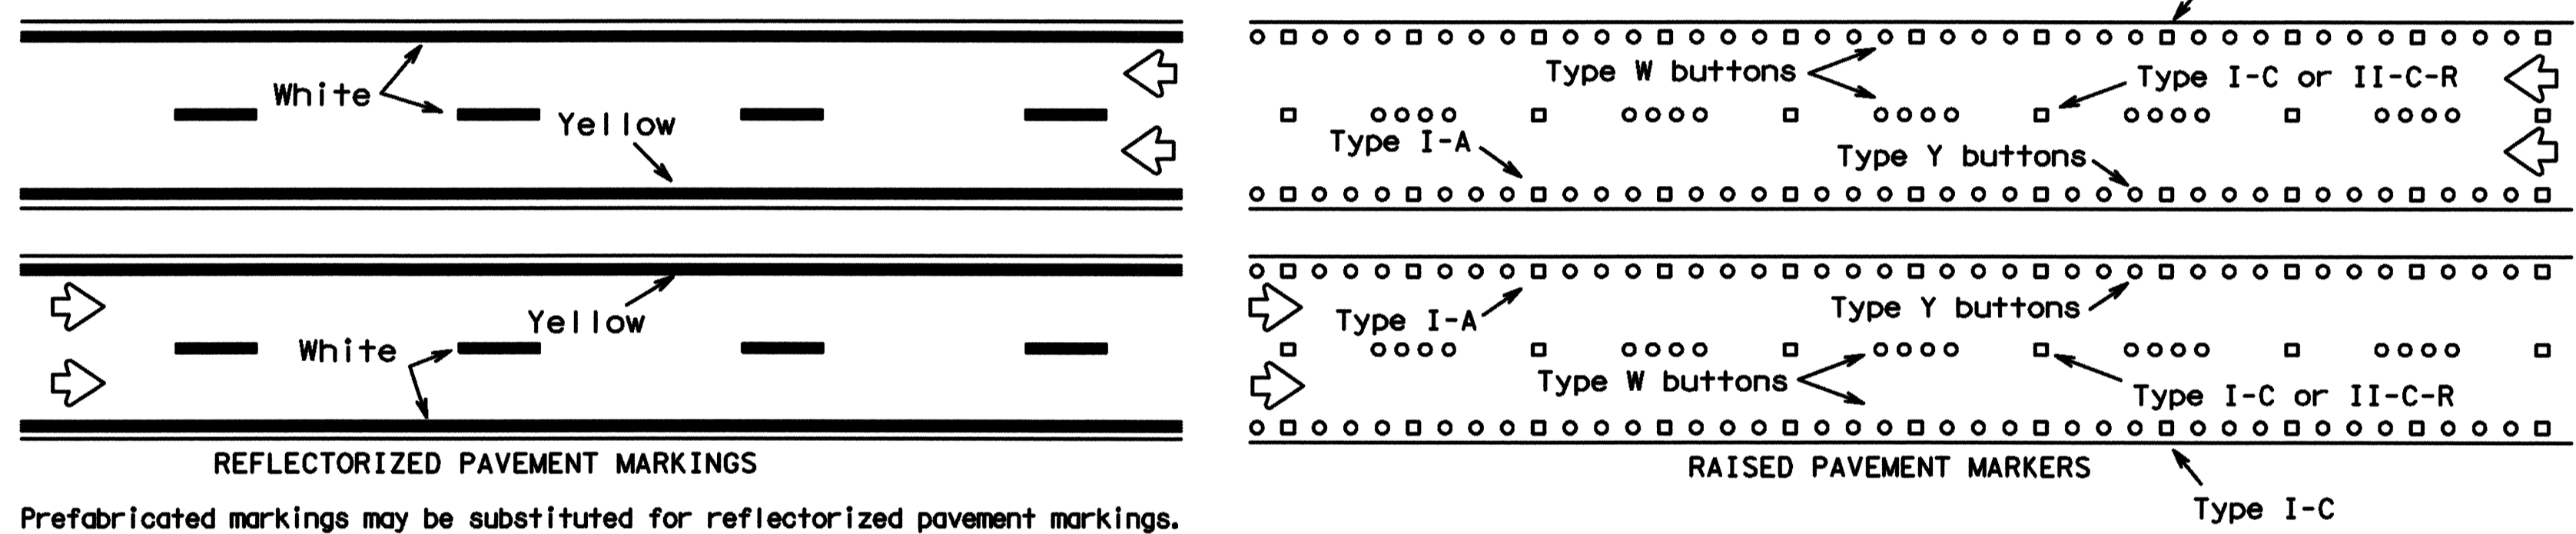 White
Yellow
Yellow
White
REFLECTORIZED PAVEMENT MARKINGS
Prefabricated markings may be substituted for reflectorized pavement markings.
Type W buttons
Type I-C or II-C-R
Type I-A
Type Y buttons
Type I-A
Type Y buttons
Type W buttons
Type I-C or II-C-R
RAISED PAVEMENT MARKERS
Type I-C